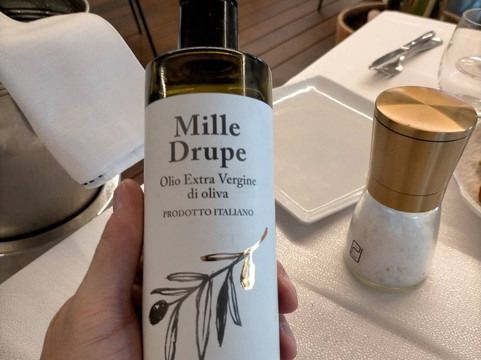 Mille
Drupe
Olio Extra Vergine
di oliva
PRODOTTO ITALIANO